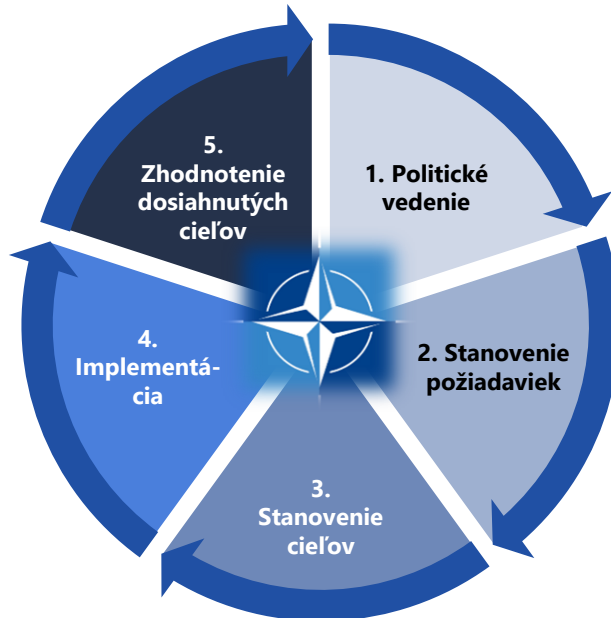 1. Politické
vedenie
2. Stanovenie
požiadaviek
3.
Stanovenie
cieľov
4.
Implementá-
cia
5.
Zhodnotenie
dosiahnutých
cieľov